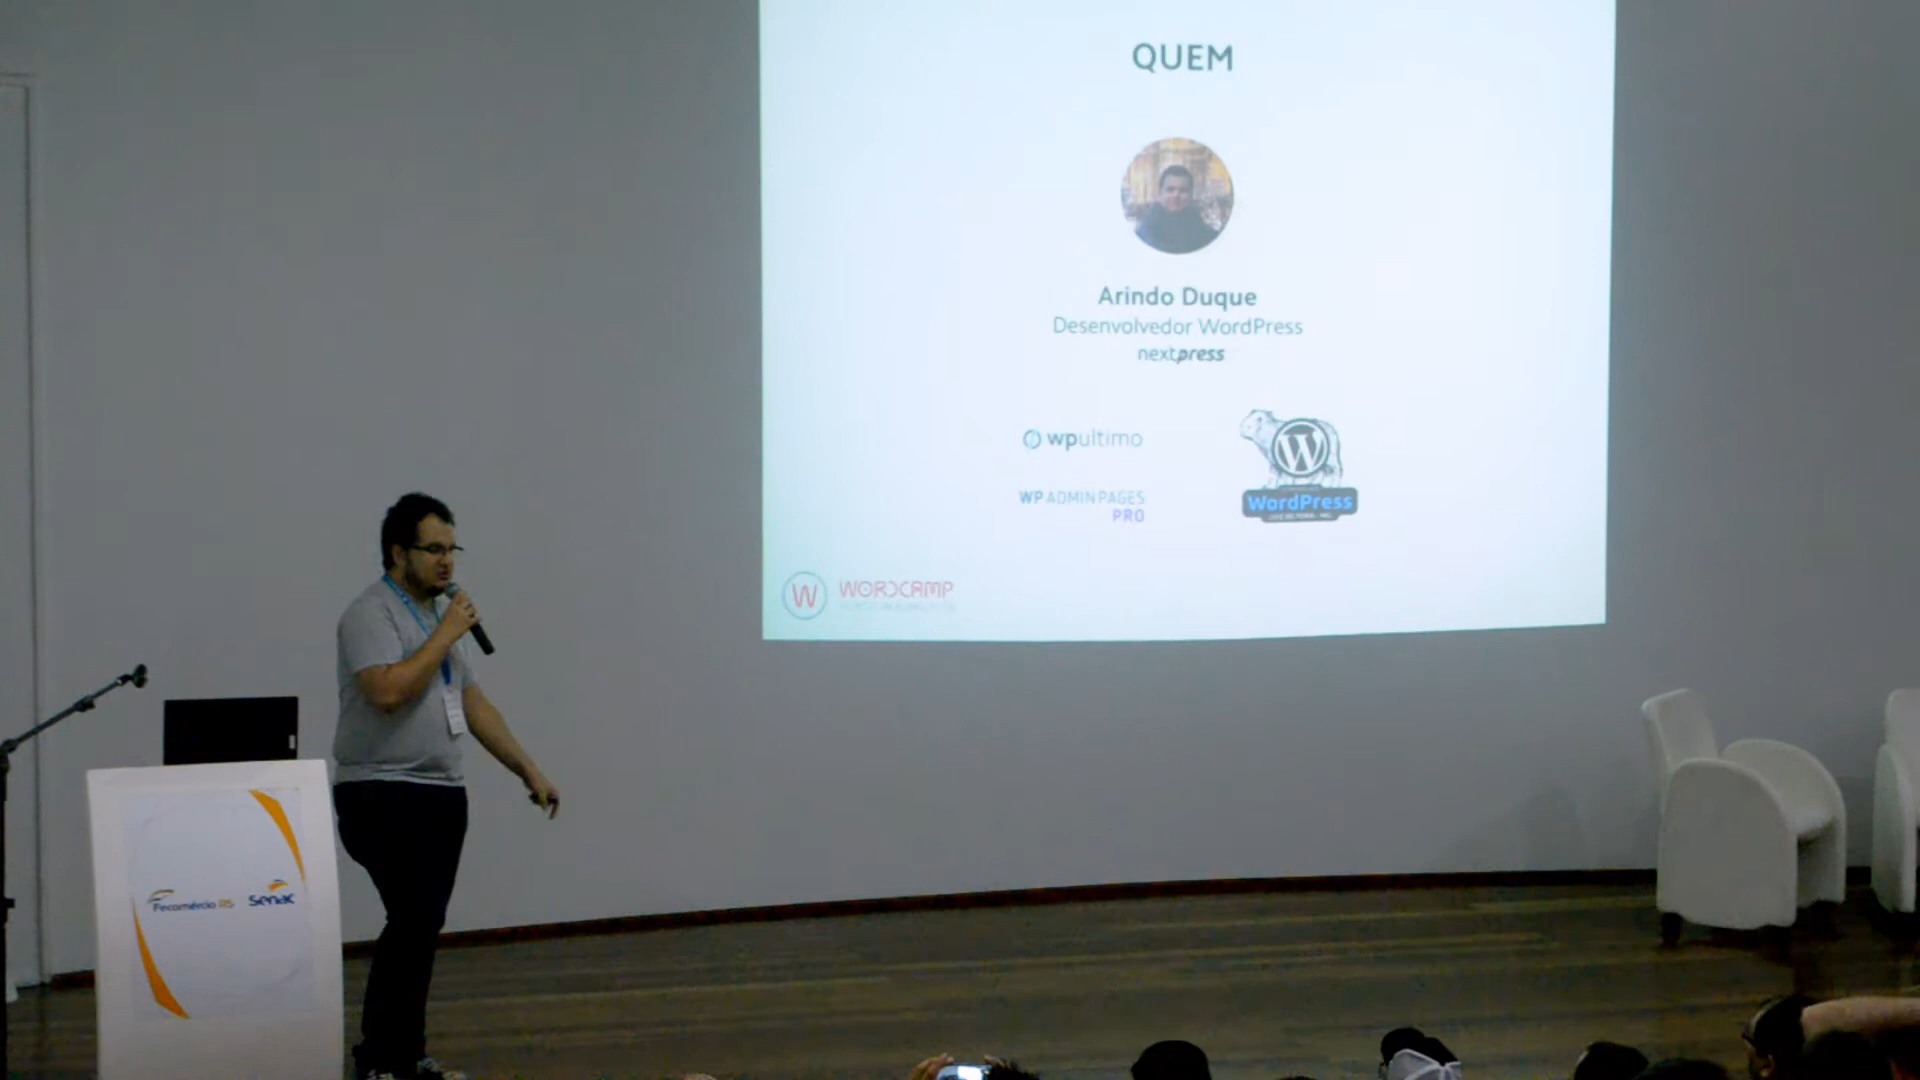 QUEM
Arindo Duque
Desenvolvedor WordPress
nextpress
wpultimo
WP ADMIN PAGES
PRO
W
WordPress
W
WORDCAMP
Fecomércio RS
Senac